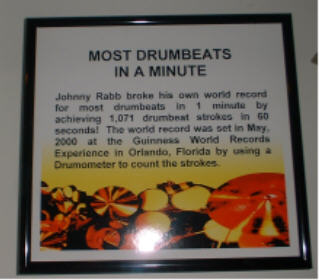 MOST DRUMBEATS
IN A MINUTE
Johnny Rabb broke his own world record
for most drumbeats in 1 minute by
achieving 1,071 drumbeat strokes in 60
seconds! The world record was set in May,
2000 at the Guinness World Records
Experience in Orlando, Florida by using a
Drumometer to count the strokes.